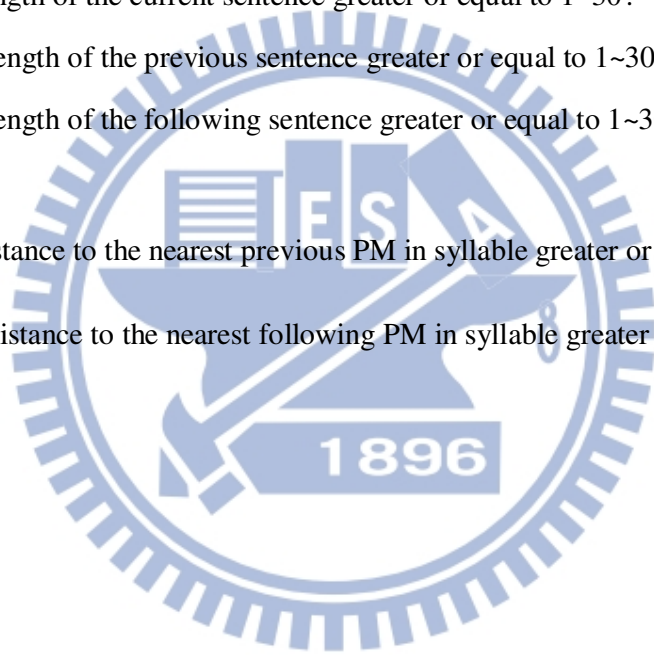 ngth of the current sentence greater or equal to 1~30?
ength of the previous sentence greater or equal to 1~30
ength of the following sentence greater or equal to 1~3
ES A
stance to the nearest previous PM in syllable greater or
istance to the nearest following PM in syllable greater
8
1896